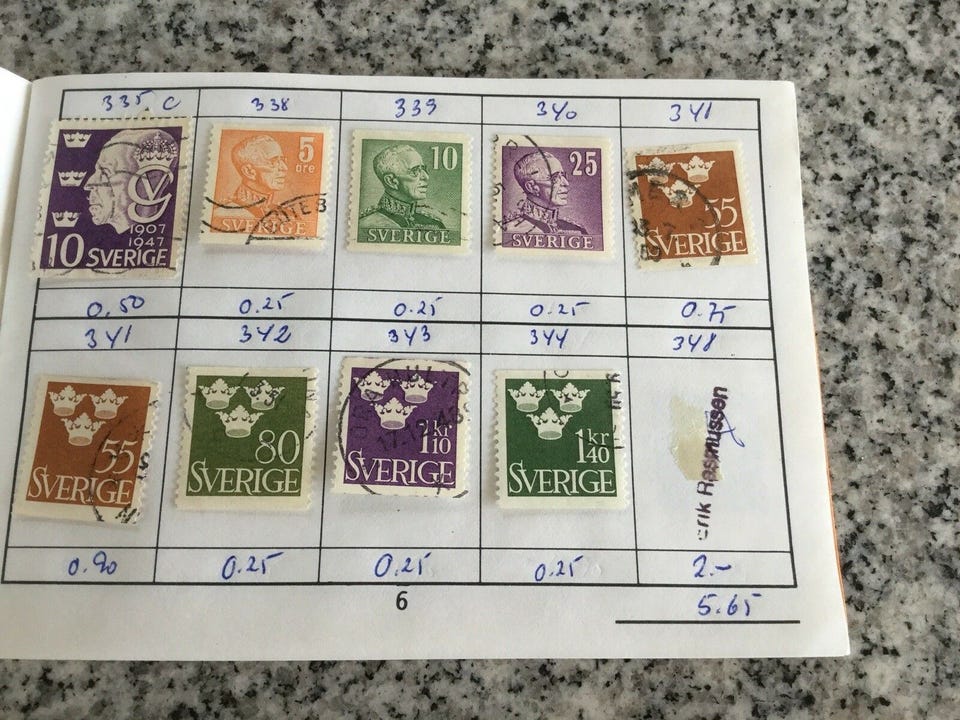 335. C 338 339 340 341
1907
1947
10 SVERIGE
5
öre
SVERIGE
10
SVERIGE
25
SVERIGE
55
SVERIGE
0.50 0.25 0.25 0.25 0.75
341 342 343 344 348
55
SVERIGE
80
SVERIGE
1 kr
10
SVERIGE
1 kr
40
SVERIGE
erik Rasmussen
0.90 0.25 0.25 0.25 2.-
6
5.65